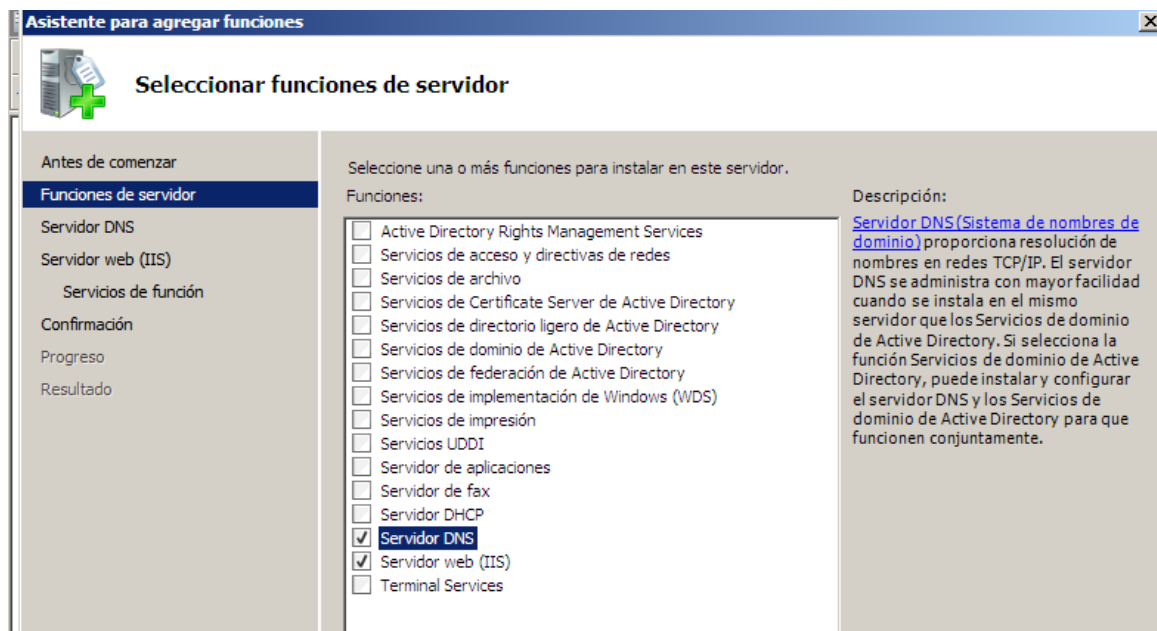 Asistente para agregar funciones
Seleccionar funciones de servidor
Antes de comenzar
Funciones de servidor
Servidor DNS
Servidor web (IIS)
Servicios de función
Confirmación
Progreso
Resultado
Seleccione una o más funciones para instalar en este servidor.
Funciones:
Active Directory Rights Management Services
Servicios de acceso y directivas de redes
Servicios de archivo
Servicios de Certificate Server de Active Directory
Servicios de directorio ligero de Active Directory
Servicios de dominio de Active Directory
Servicios de federación de Active Directory
Servicios de implementación de Windows (WDS)
Servicios de impresión
Servicios UDDI
Servidor de aplicaciones
Servidor de fax
Servidor DHCP
Servidor DNS
Servidor web (IIS)
Terminal Services
Descripción:
Servidor DNS (Sistema de nombres de
dominio) proporciona resolución de
nombres en redes TCP/IP. El servidor
DNS se administra con mayor facilidad
cuando se instala en el mismo
servidor que los Servicios de dominio
de Active Directory. Si selecciona la
función Servicios de dominio de Active
Directory, puede instalar y configurar
el servidor DNS y los Servicios de
dominio de Active Directory para que
funcionen conjuntamente.